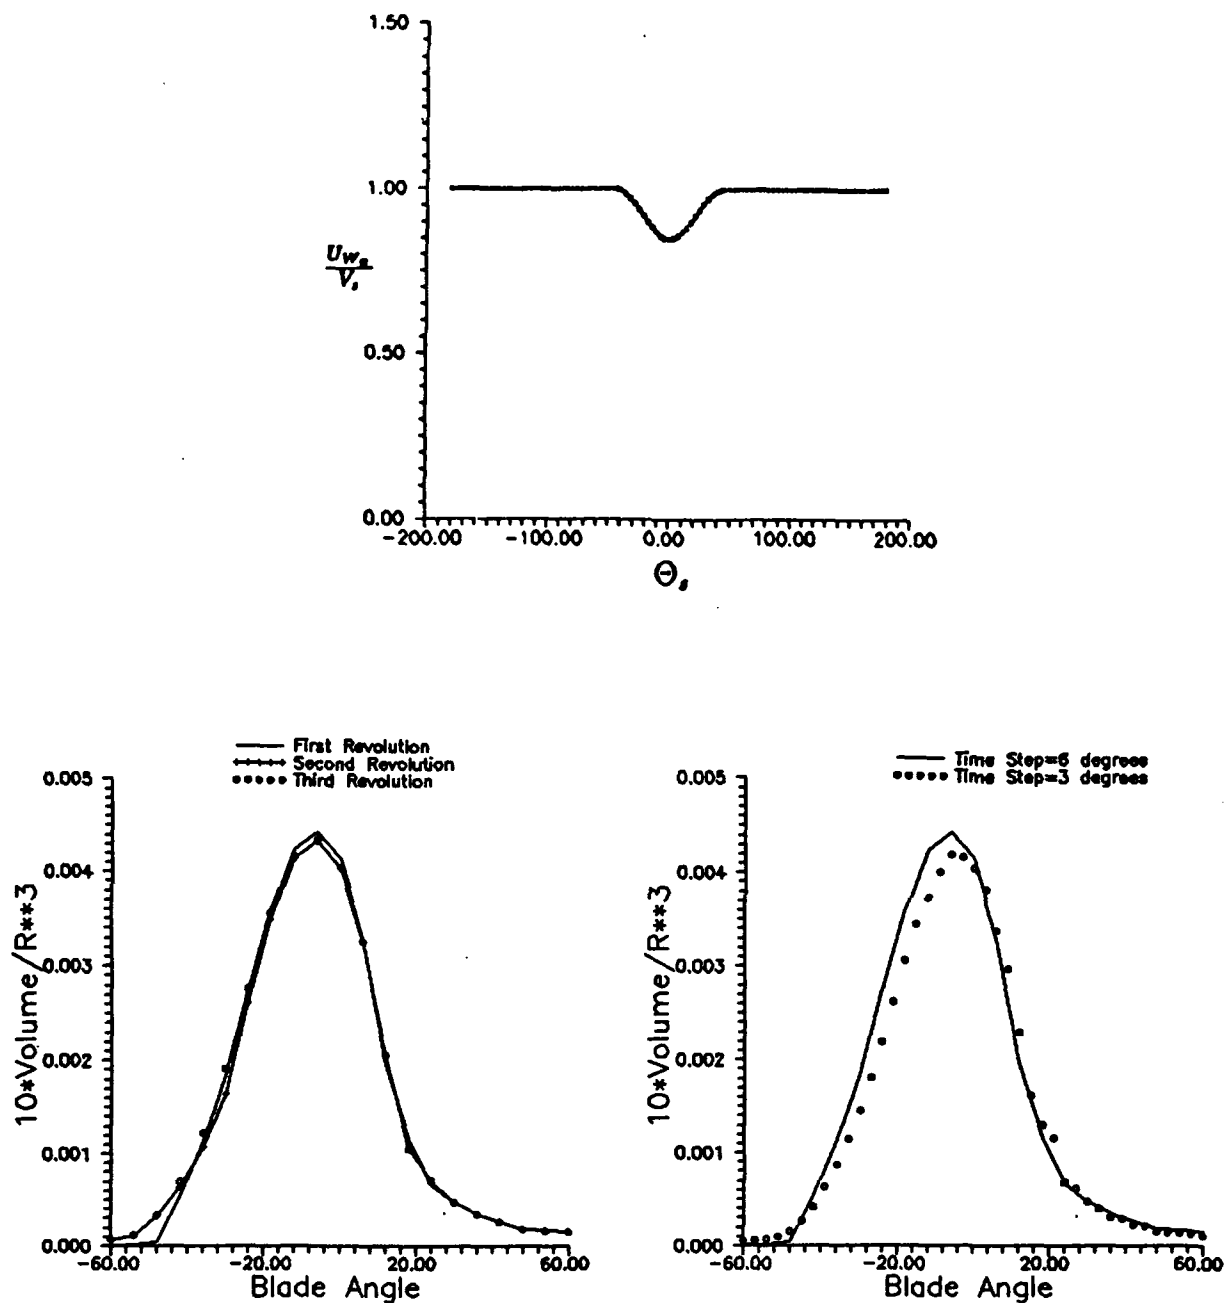 1.50
1.00
U_{W_a}
V_s
0.50
0.00
-200.00 -100.00 0.00 100.00 200.00
Θ_s
First Revolution
Second Revolution
Third Revolution
0.005
0.004
0.003
0.002
0.001
0.000
10*Volume/R**3
-60.00 -20.00 20.00 60.00
Blade Angle
Time Step=6 degrees
Time Step=3 degrees
0.005
0.004
0.003
0.002
0.001
0.000
10*Volume/R**3
-60.00 -20.00 20.00 60.00
Blade Angle